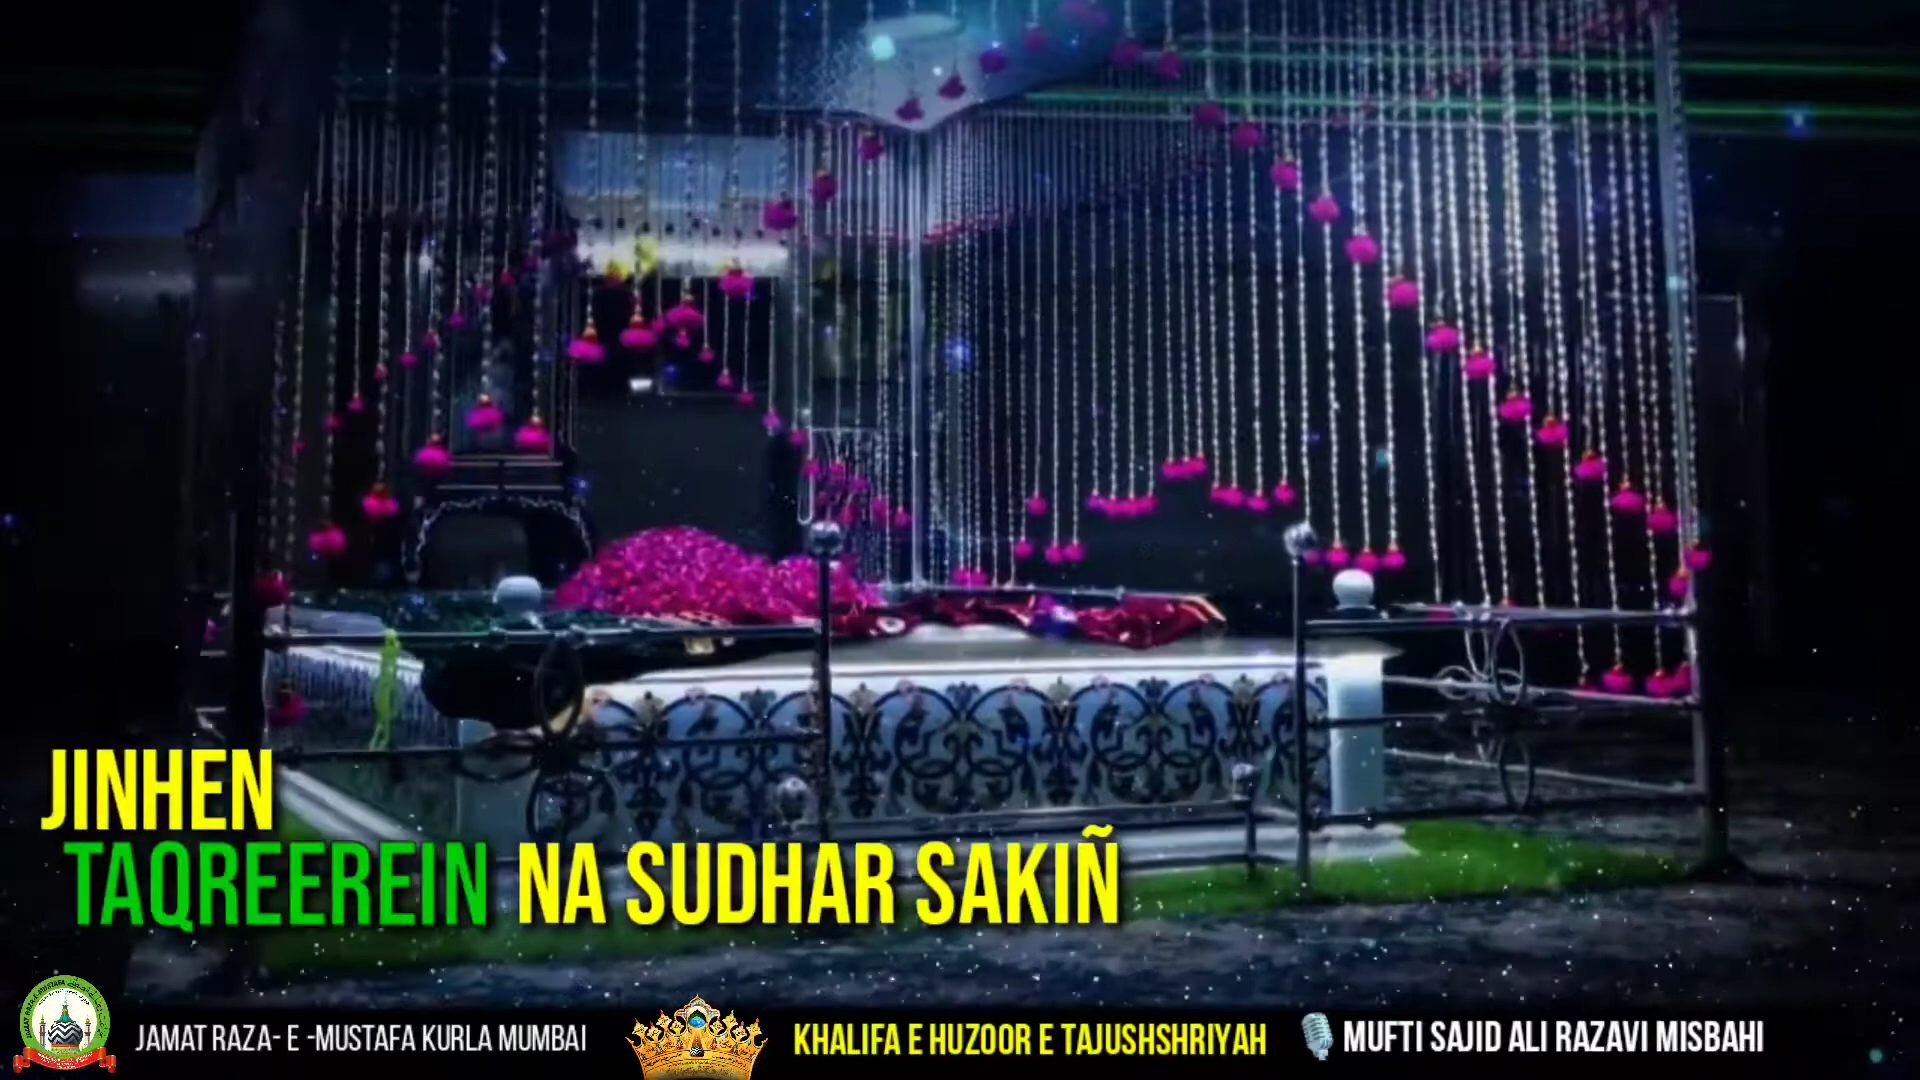 JINHEN
TAQREEREIN NA SUDHAR SAKIÑ
JAMAT RAZA- E -MUSTAFA KURLA MUMBAI
KHALIFA E HUZOOR E TAJUSHSHRIYAH
MUFTI SAJID ALI RAZAVI MISBAHI